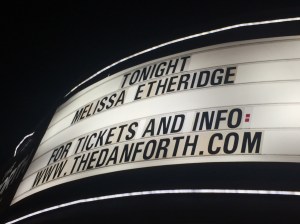 TONIGHT
MELISSA ETHERIDGE
FOR TICKETS AND INFO:
WWW.THEDANFORTH.COM